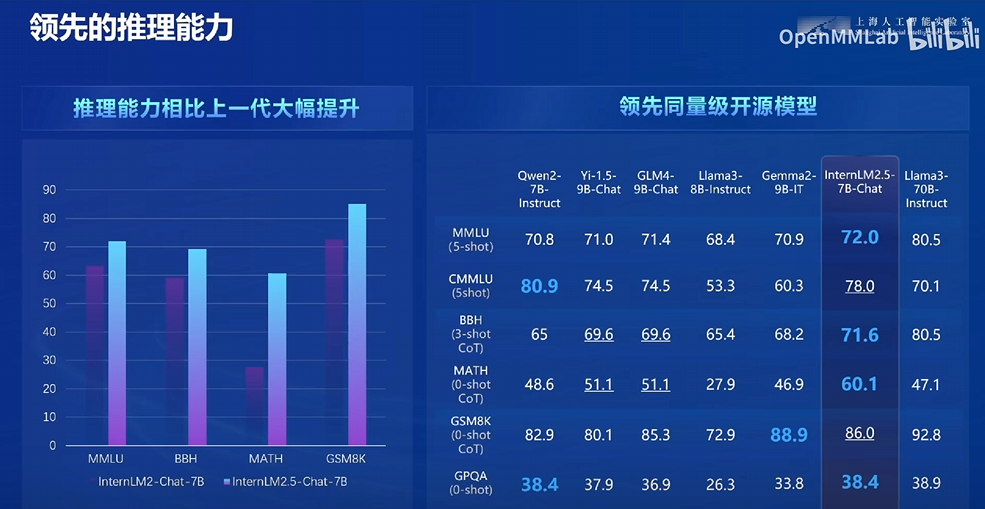 领先的推理能力
上海人工智能实验室
Shanghai Artificial Intelligence Laboratory
OpenMMLab bilibili
推理能力相比上一代大幅提升
90
80
70
60
50
40
30
20
10
0
MMLU BBH MATH GSM8K
InternLM2-Chat-7B InternLM2.5-Chat-7B
领先同量级开源模型
Qwen2-7B-Instruct Yi-1.5-9B-Chat GLM4-9B-Chat Llama3-8B-Instruct Gemma2-9B-IT InternLM2.5-7B-Chat Llama3-70B-Instruct
MMLU (5-shot) 70.8 71.0 71.4 68.4 70.9 72.0 80.5
CMMLU (5shot) 80.9 74.5 74.5 53.3 60.3 78.0 70.1
BBH (3-shot CoT) 65 69.6 69.6 65.4 68.2 71.6 80.5
MATH (0-shot CoT) 48.6 51.1 51.1 27.9 46.9 60.1 47.1
GSM8K (0-shot CoT) 82.9 80.1 85.3 72.9 88.9 86.0 92.8
GPQA (0-shot) 38.4 37.9 36.9 26.3 33.8 38.4 38.9